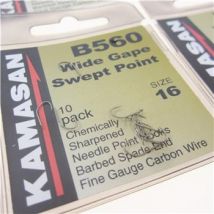 KAMASAN
B560
Wide Gape
Swept Point
SIZE
16
10
pack
Chemically
Sharpened
Needle Point Hooks
Barbed Spade End
Fine Gauge Carbon Wire
KAMASAN